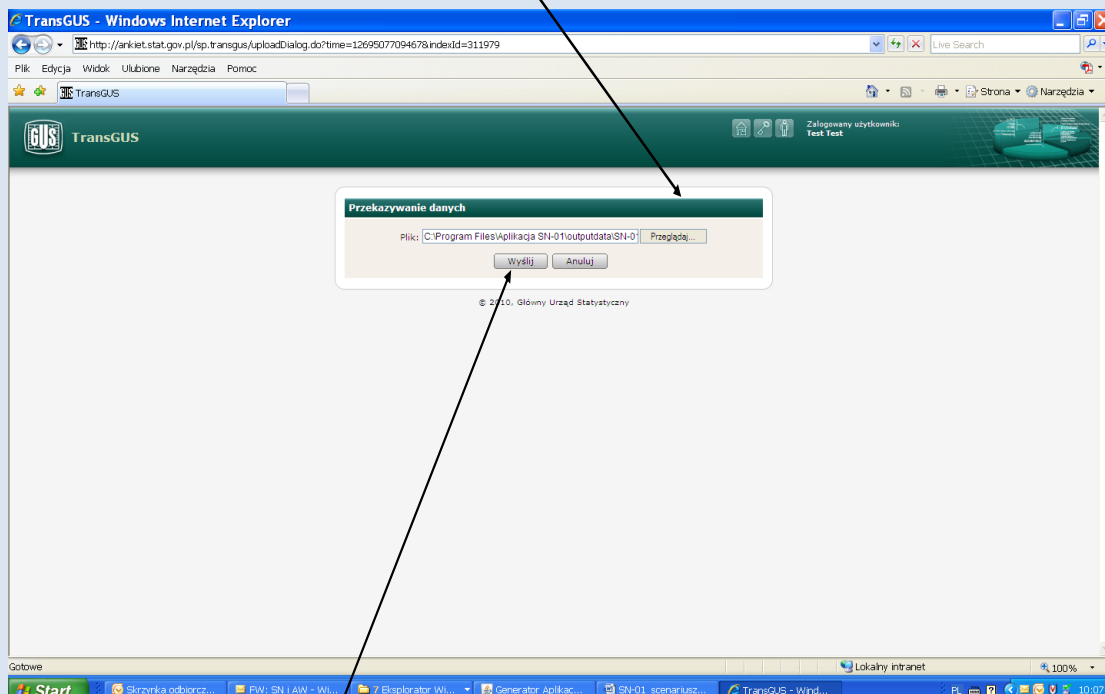 TransGUS - Windows Internet Explorer
http://ankiet.stat.gov.pl/sp.transgus/uploadDialog.do?time=1269507709467&indexId=311979
Live Search
Plik Edycja Widok Ulubione Narzędzia Pomoc
TransGUS
Strona Narzędzia
GUS TransGUS
Zalogowany użytkownik:
Test Test
Przekazywanie danych
Plik: C:\Program Files\Aplikacja SN-01\outputdata\SN-01 Przeglądaj...
Wyślij Anuluj
© 2010, Główny Urząd Statystyczny
Gotowe Lokalny intranet 100%
Start Skrzynka odbiorcz... FW: SN i AW - Wi... 7 Eksplorator Wi... Generator Aplikac... SN-01 scenariusz... TransGUS - Wind... PL 10:07